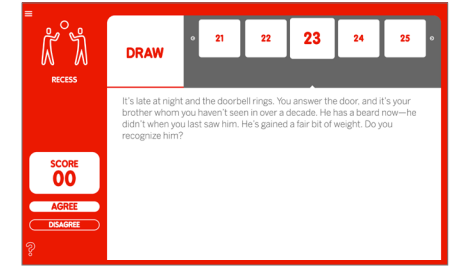 RECESS
DRAW
21
22
23
24
25
It's late at night and the doorbell rings. You answer the door, and it's your
brother whom you haven't seen in over a decade. He has a beard now—he
didn't when you last saw him. He's gained a fair bit of weight. Do you
recognize him?
SCORE
00
AGREE
DISAGREE
?